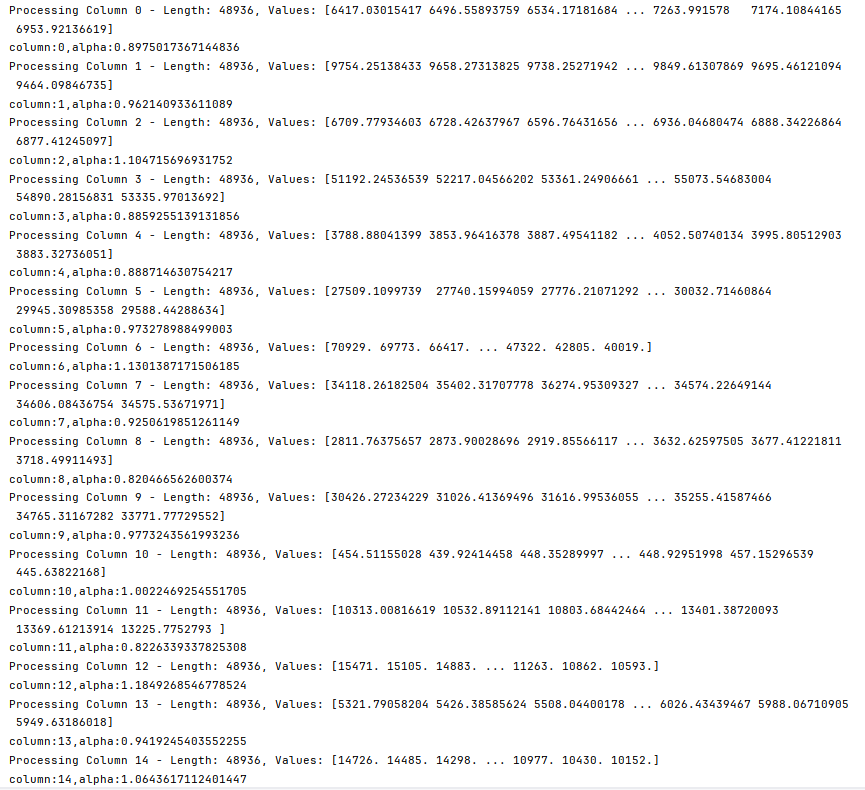 Processing Column 0 - Length: 48936, Values: [6417.03015417 6496.55893759 6534.17181684 ... 7263.991578   7174.10844165
 6953.92136619]
column:0,alpha:0.8975017367144836
Processing Column 1 - Length: 48936, Values: [9754.25138433 9658.27313825 9738.25271942 ... 9849.61307869 9695.46121094
 9464.09846735]
column:1,alpha:0.962140933611089
Processing Column 2 - Length: 48936, Values: [6709.77934603 6728.42637967 6596.76431656 ... 6936.04680474 6888.34226864
 6877.41245097]
column:2,alpha:1.104715696931752
Processing Column 3 - Length: 48936, Values: [51192.24536539 52217.04566202 53361.24906661 ... 55073.54683004
 54890.28156831 53335.97013692]
column:3,alpha:0.8859255139131856
Processing Column 4 - Length: 48936, Values: [3788.88041399 3853.96416378 3887.49541182 ... 4052.50740134 3995.80512903
 3883.32736051]
column:4,alpha:0.888714630754217
Processing Column 5 - Length: 48936, Values: [27509.1099739  27740.15994059 27776.21071292 ... 30032.71460864
 29945.30985358 29588.44288634]
column:5,alpha:0.973278988499003
Processing Column 6 - Length: 48936, Values: [70929. 69773. 66417. ... 47322. 42805. 40019.]
column:6,alpha:1.1301387171506185
Processing Column 7 - Length: 48936, Values: [34118.26182504 35402.31707778 36274.95309327 ... 34574.22649144
 34606.08436754 34575.53671971]
column:7,alpha:0.9250619851261149
Processing Column 8 - Length: 48936, Values: [2811.76375657 2873.90028696 2919.85566117 ... 3632.62597505 3677.41221811
 3718.49911493]
column:8,alpha:0.820466562600374
Processing Column 9 - Length: 48936, Values: [30426.27234229 31026.41369496 31616.99536055 ... 35255.41587466
 34765.31167282 33771.77729552]
column:9,alpha:0.9773243561993236
Processing Column 10 - Length: 48936, Values: [454.51155028 439.92414458 448.35289997 ... 448.92951998 457.15296539
 445.63822168]
column:10,alpha:1.0022469254551705
Processing Column 11 - Length: 48936, Values: [10313.00816619 10532.89112141 10803.68442464 ... 13401.38720093
 13369.61213914 13225.7752793 ]
column:11,alpha:0.8226339337825308
Processing Column 12 - Length: 48936, Values: [15471. 15105. 14883. ... 11263. 10862. 10593.]
column:12,alpha:1.1849268546778524
Processing Column 13 - Length: 48936, Values: [5321.79058204 5426.38585624 5508.04400178 ... 6026.43439467 5988.06710905
 5949.63186018]
column:13,alpha:0.9419245403552255
Processing Column 14 - Length: 48936, Values: [14726. 14485. 14298. ... 10977. 10430. 10152.]
column:14,alpha:1.0643617112401447